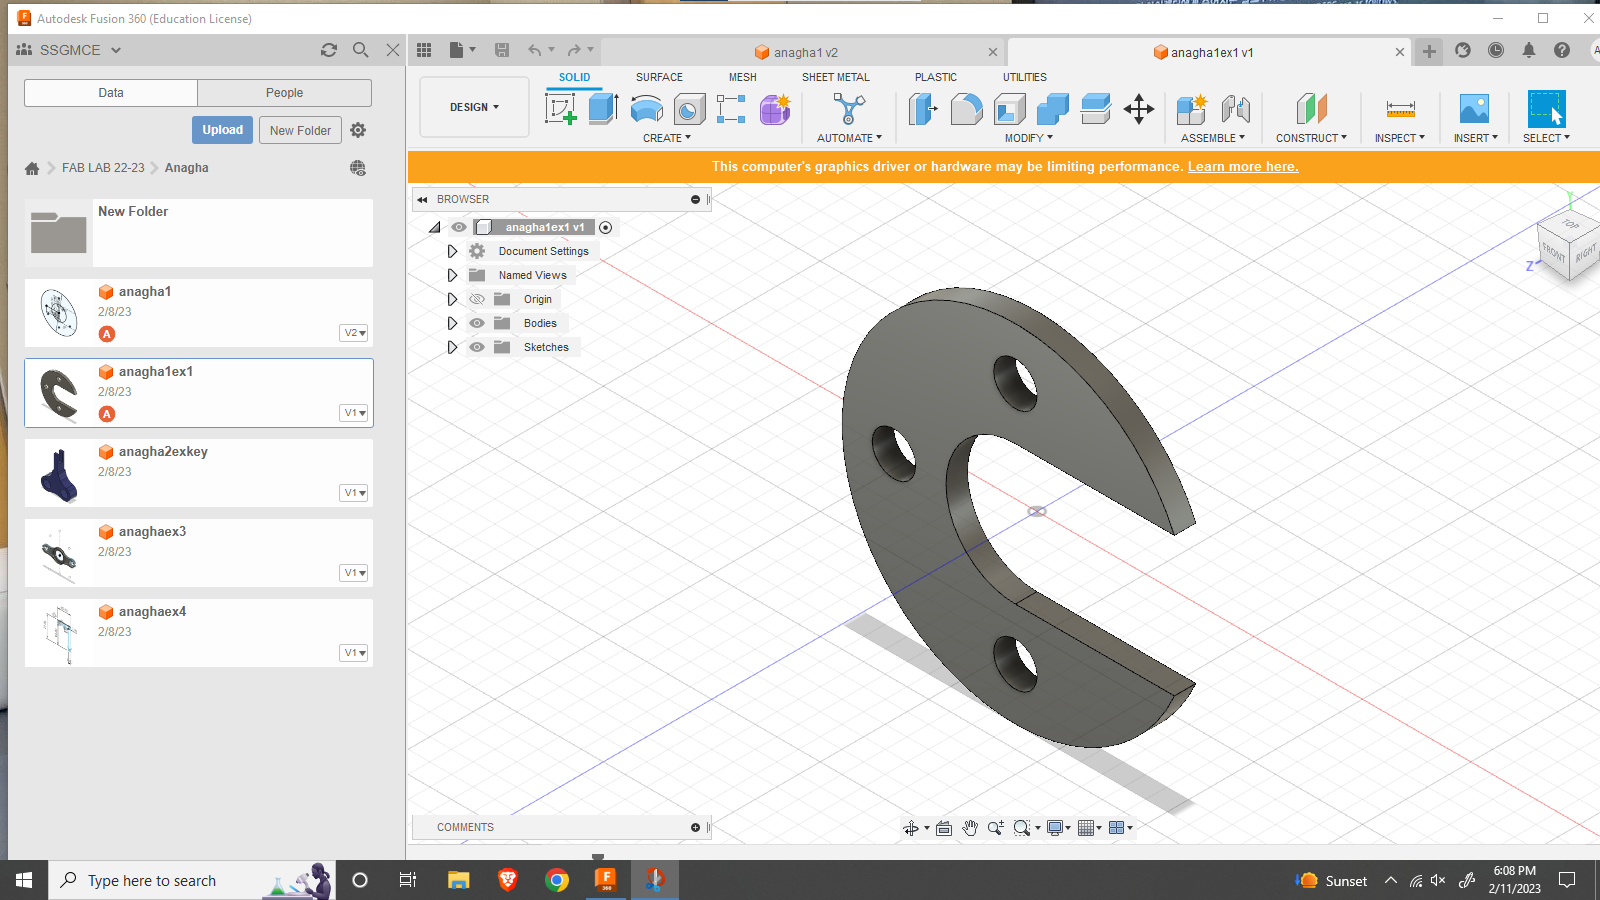 Autodesk Fusion 360 (Education License)
SSGMCE
anagha1 v2
anagha1ex1 v1
Data
People
Upload
New Folder
FAB LAB 22-23
Anagha
New Folder
anagha1
2/8/23
A
V2
anagha1ex1
2/8/23
A
V1
anagha2exkey
2/8/23
V1
anaghaex3
2/8/23
V1
anaghaex4
2/8/23
V1
DESIGN
SOLID
SURFACE
MESH
SHEET METAL
PLASTIC
UTILITIES
CREATE
AUTOMATE
MODIFY
ASSEMBLE
CONSTRUCT
INSPECT
INSERT
SELECT
This computer's graphics driver or hardware may be limiting performance. Learn more here.
BROWSER
anagha1ex1 v1
Document Settings
Named Views
Origin
Bodies
Sketches
Y
TOP
FRONT
RIGHT
Z
COMMENTS
Type here to search
Sunset
6:08 PM
2/11/2023